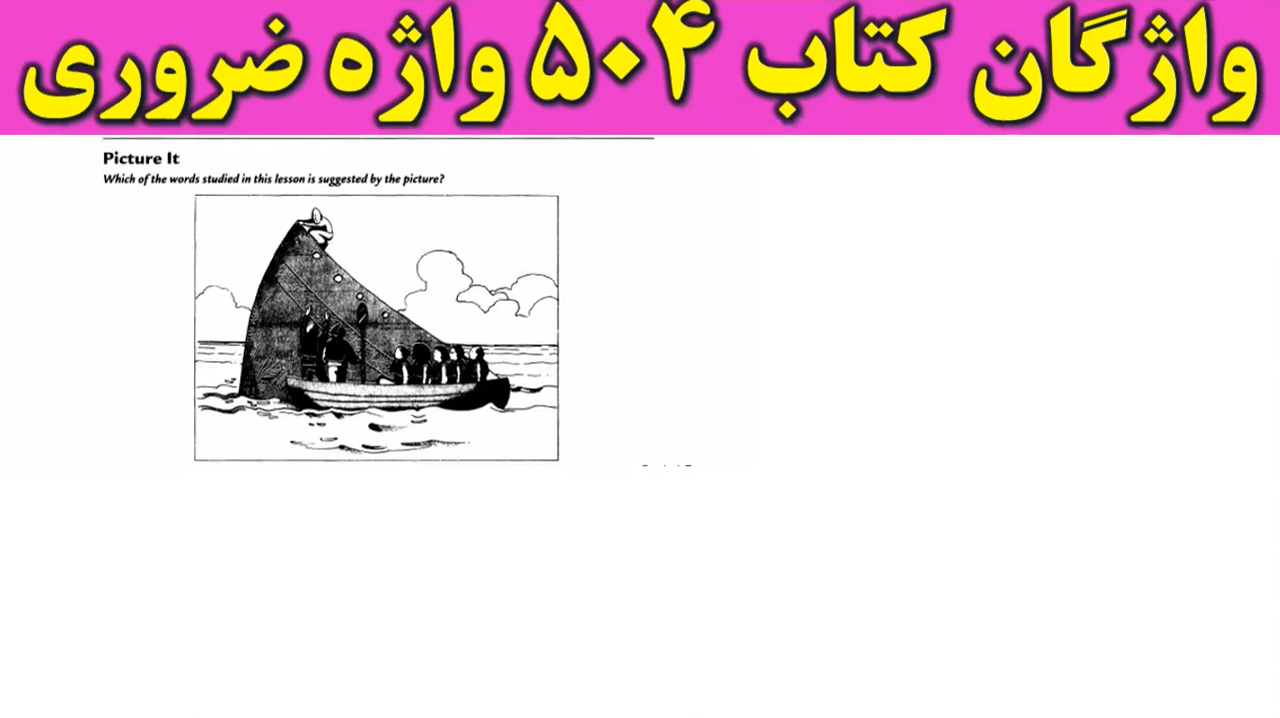 واژگان کتاب ۵۰۴ واژه ضروری
Picture It
Which of the words studied in this lesson is suggested by the picture?